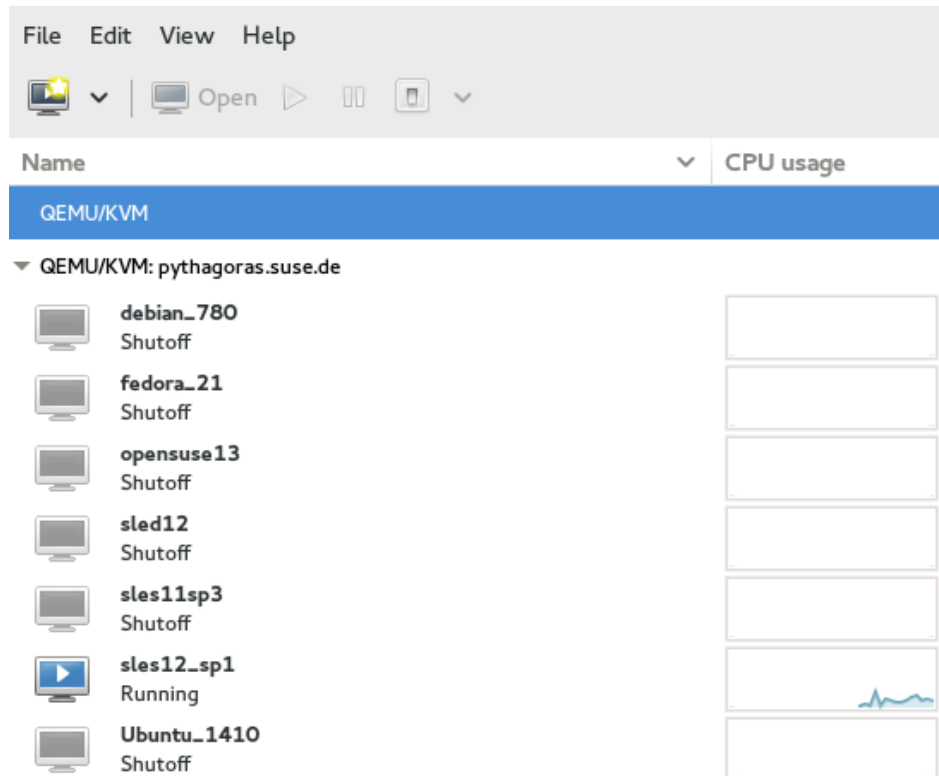 File Edit View Help
Open
Name CPU usage
QEMU/KVM
QEMU/KVM: pythagoras.suse.de
debian_780
Shutoff
fedora_21
Shutoff
opensuse13
Shutoff
sled12
Shutoff
sles11sp3
Shutoff
sles12_sp1
Running
Ubuntu_1410
Shutoff